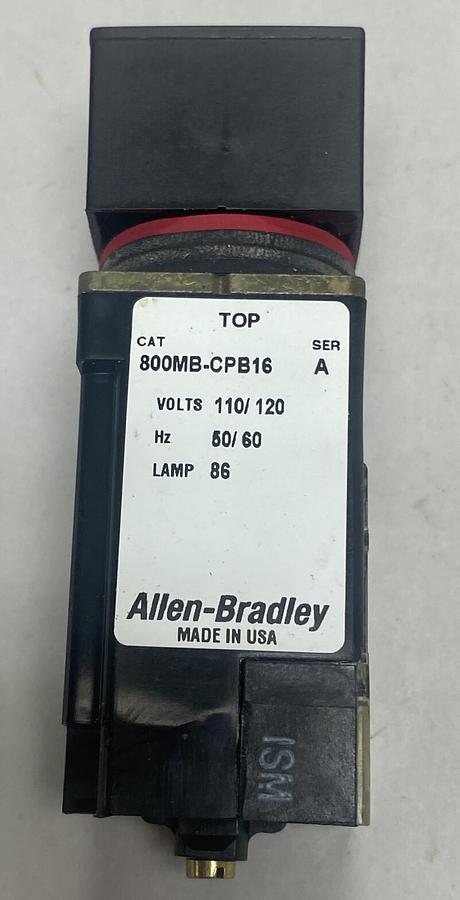 TOP
CAT SER
800MB-CPB16 A
VOLTS 110/120
Hz 50/60
LAMP 86
Allen-Bradley
MADE IN USA
ISM